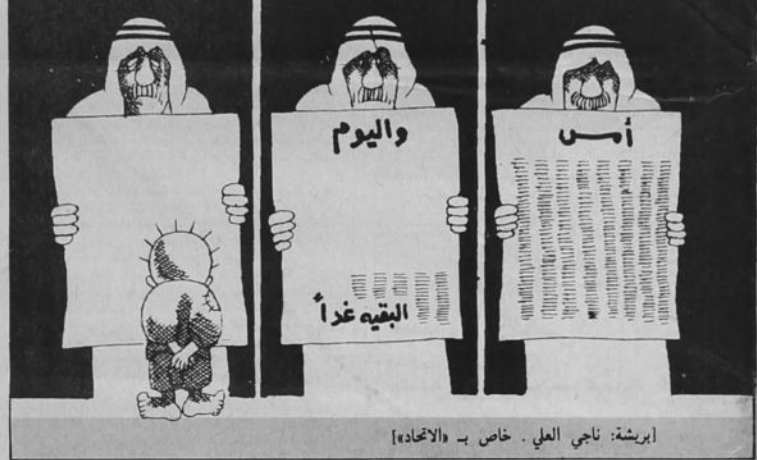 أمس
واليوم
البقيه غداً
[بريشة: ناجي العلي . خاص بـ «الاتحاد»]